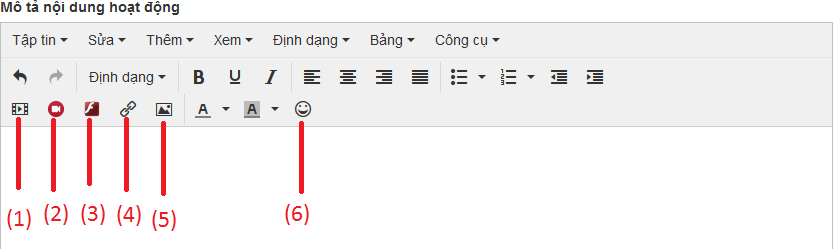 Mô tả nội dung hoạt động
Tập tin Sửa Thêm Xem Định dạng Bảng Công cụ
Định dạng B U I
A A
(1) (2) (3) (4) (5) (6)